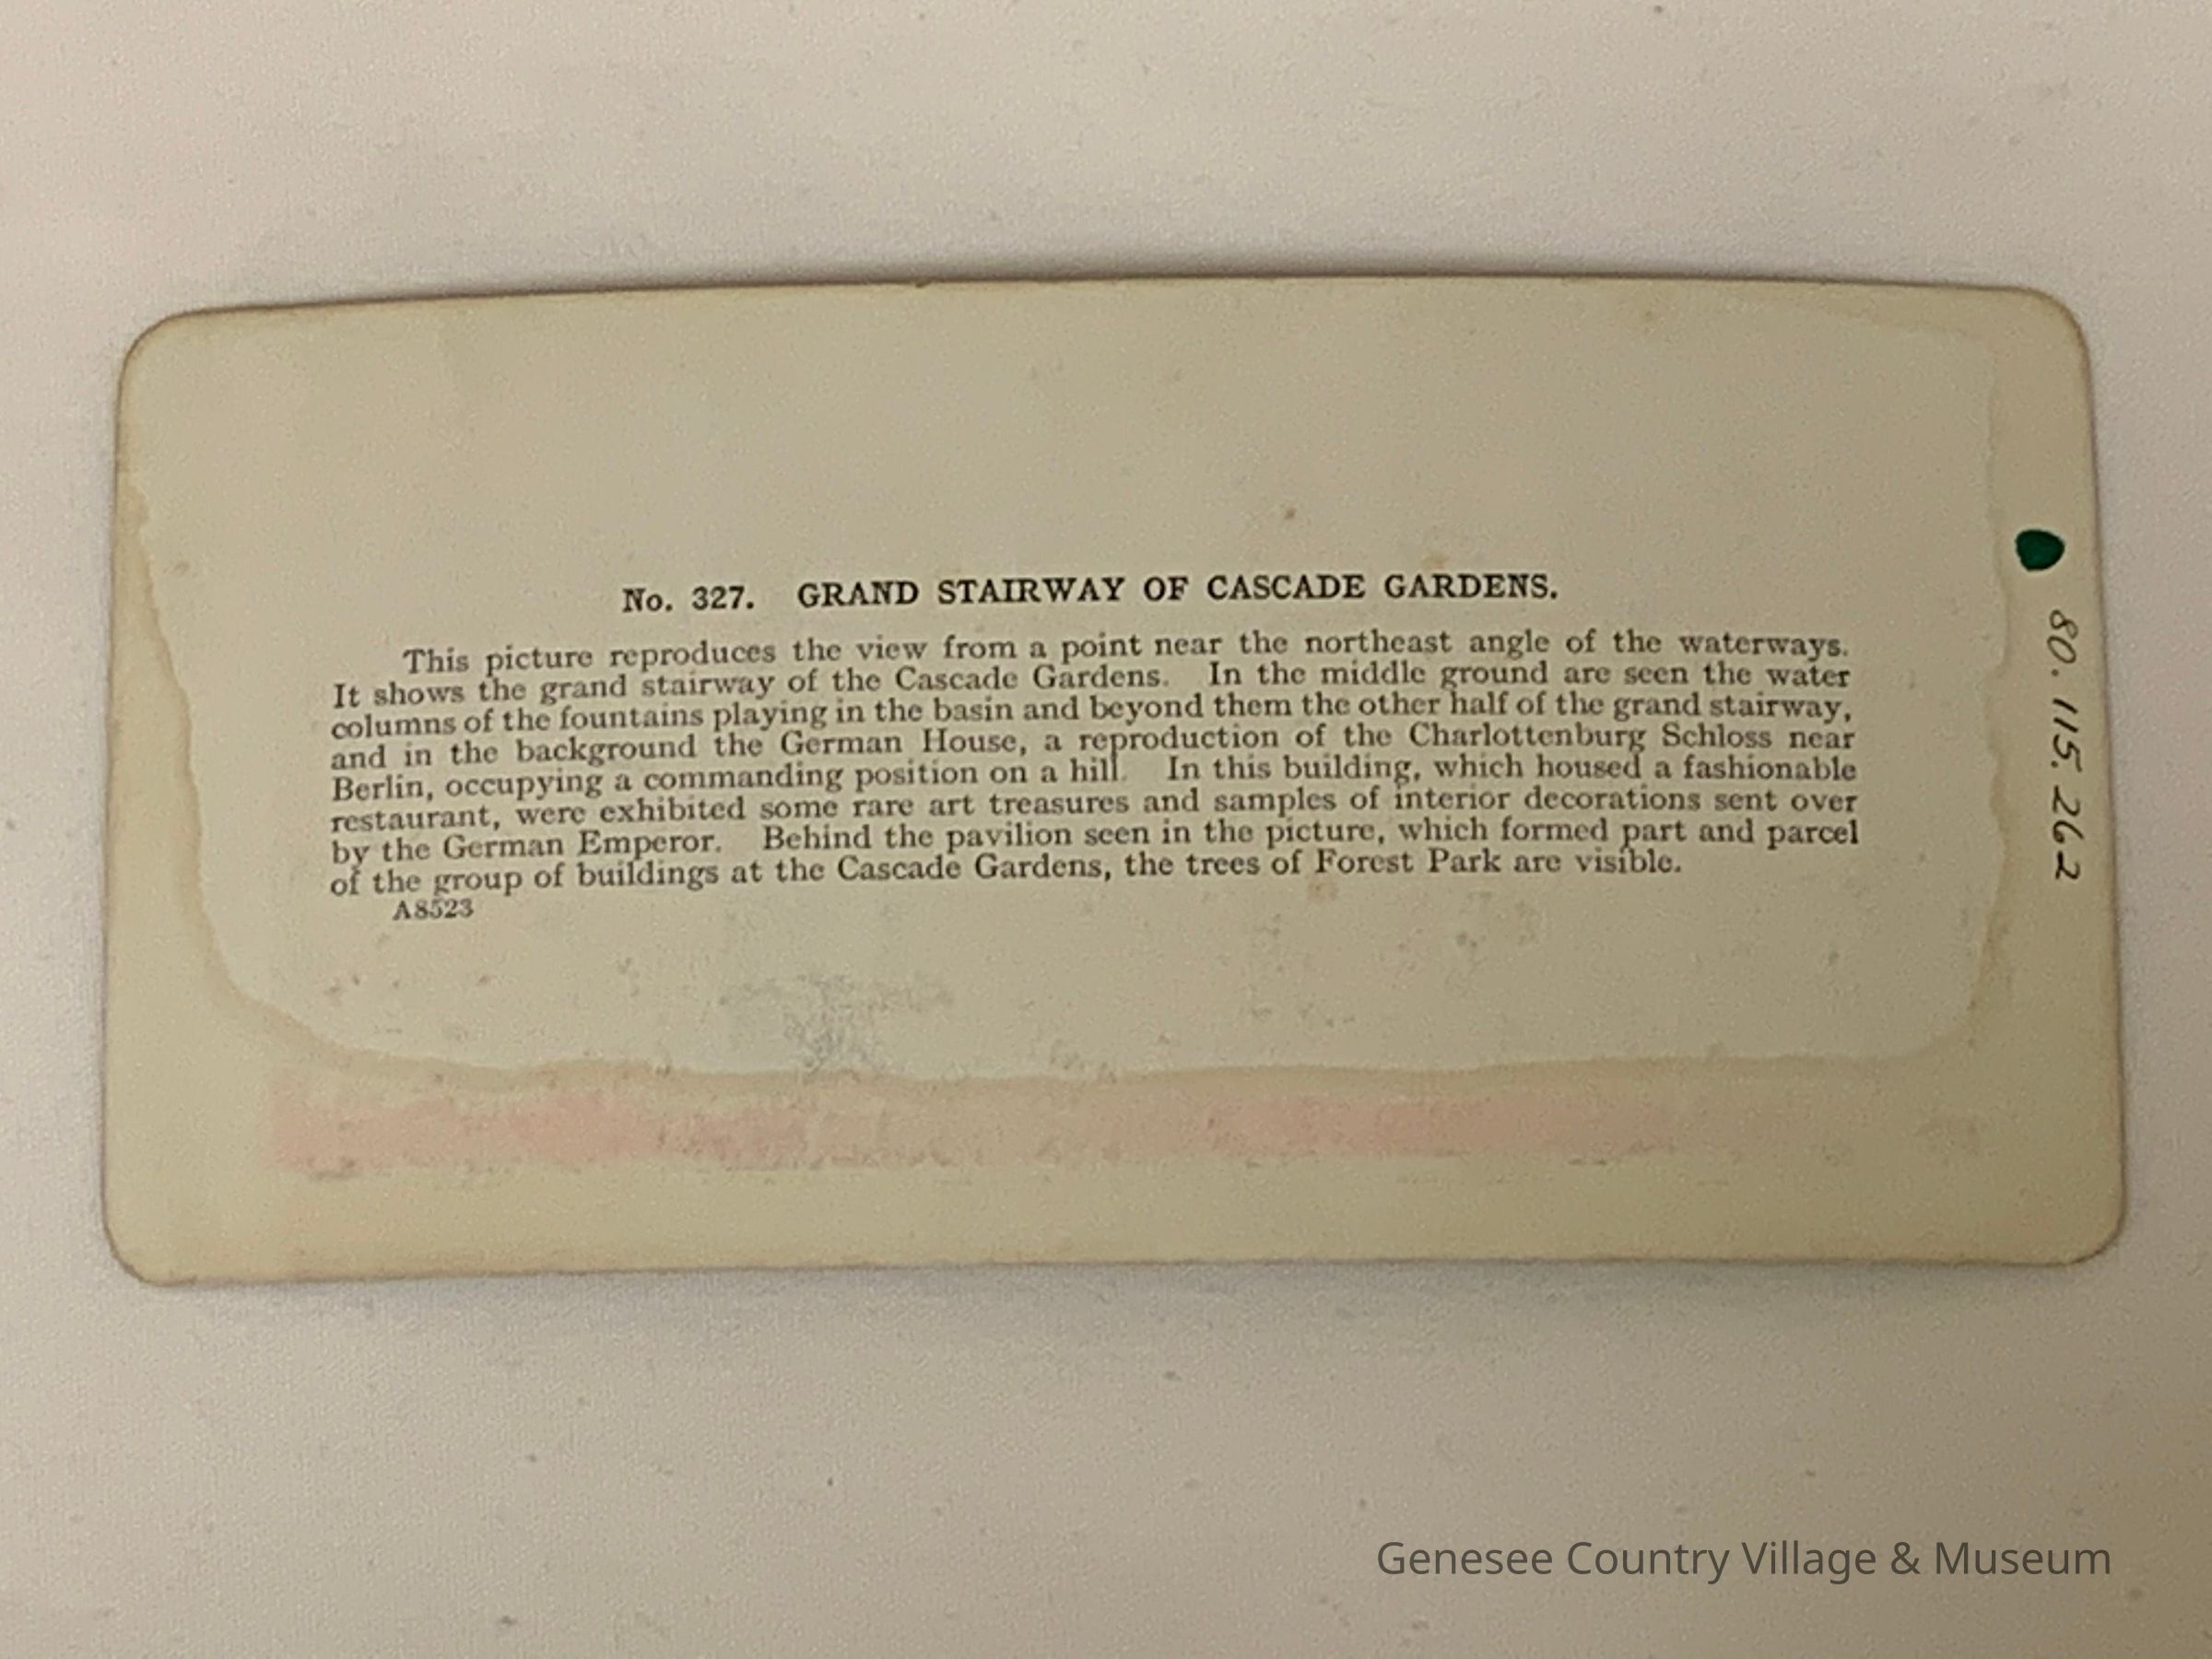 No. 327. GRAND STAIRWAY OF CASCADE GARDENS.
This picture reproduces the view from a point near the northeast angle of the waterways.
It shows the grand stairway of the Cascade Gardens. In the middle ground are seen the water
columns of the fountains playing in the basin and beyond them the other half of the grand stairway,
and in the background the German House, a reproduction of the Charlottenburg Schloss near
Berlin, occupying a commanding position on a hill. In this building, which housed a fashionable
restaurant, were exhibited some rare art treasures and samples of interior decorations sent over
by the German Emperor. Behind the pavilion seen in the picture, which formed part and parcel
of the group of buildings at the Cascade Gardens, the trees of Forest Park are visible.
A8523
80.115.262
Genesee Country Village & Museum